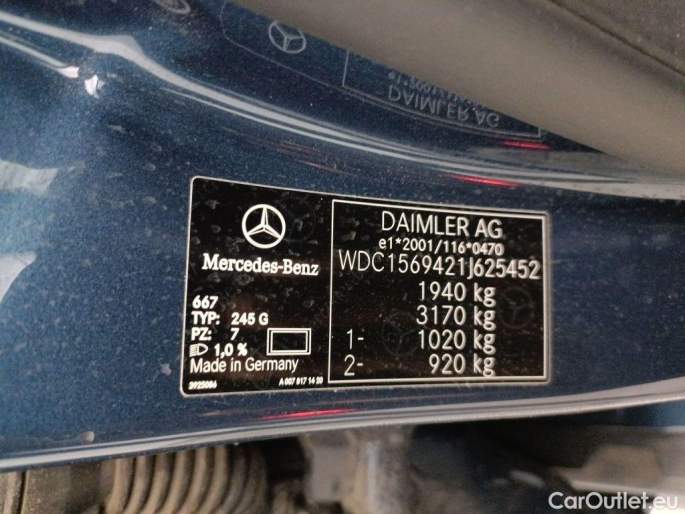 DAIMLER AG
Mercedes-Benz
667
TYP: 245 G
PZ: 7
1,0 %
Made in Germany
3925086
A 007 817 14 20
DAIMLER AG
e1*2001/116*0470
WDC1569421J625452
1940 kg
3170 kg
1- 1020 kg
2- 920 kg
CarOutlet.eu